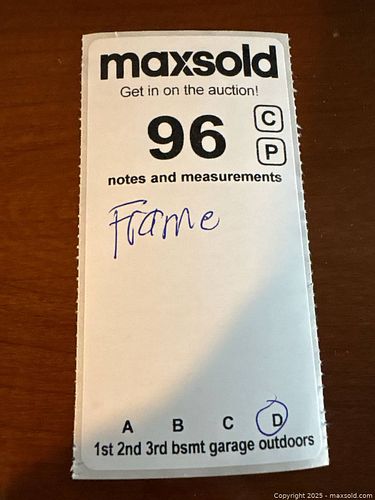 maxsold
Get in on the auction!
96 C
P
notes and measurements
Frame
A B C D
1st 2nd 3rd bsmt garage outdoors
Copyright © 2025 - maxsold.com